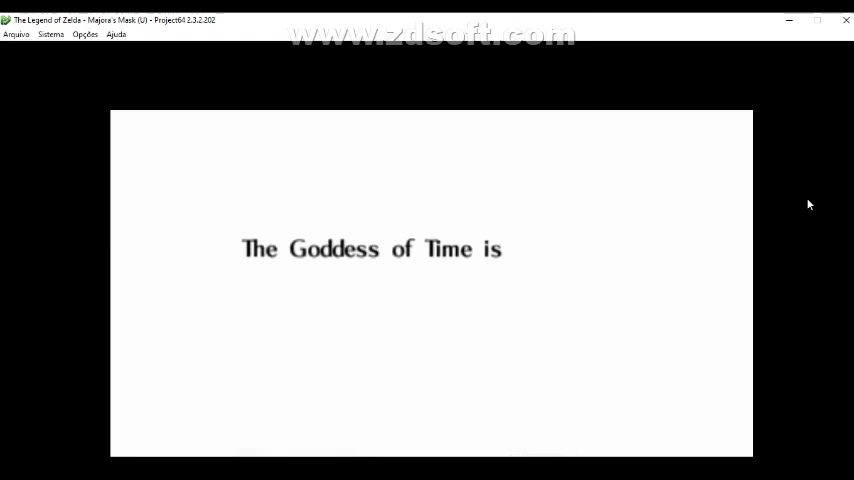 The Legend of Zelda - Majora's Mask (U) - Project64 2.3.2.202
Arquivo Sistema Opções Ajuda
www.zdsoft.com
The Goddess of Time is